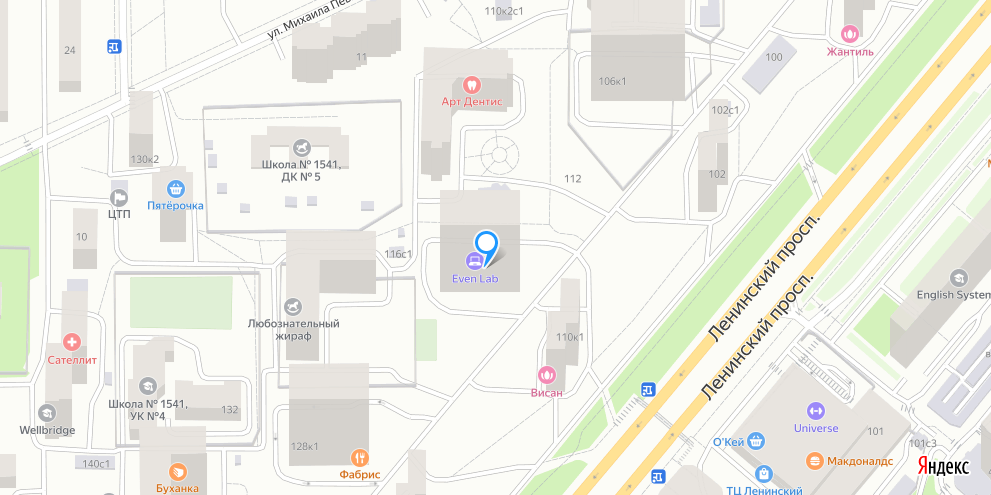 110к2с1
ул. Михаила Пев
24
11
Жантиль
100
106к1
Арт Дентис
102с1
130к2
Школа № 1541,
ДК № 5
102
112
ЦТП
Пятёрочка
10
116с1
Ленинский просп.
Even Lab
Ленинский просп.
English System
Любознательный
жираф
110к1
Сателлит
Висан
Школа № 1541,
УК №4
132
Wellbridge
Universe
101
О'Кей
101с3
128к1
Макдоналдс
140с1
Фабрис
Яндекс
Буханка
ТЦ Ленинский